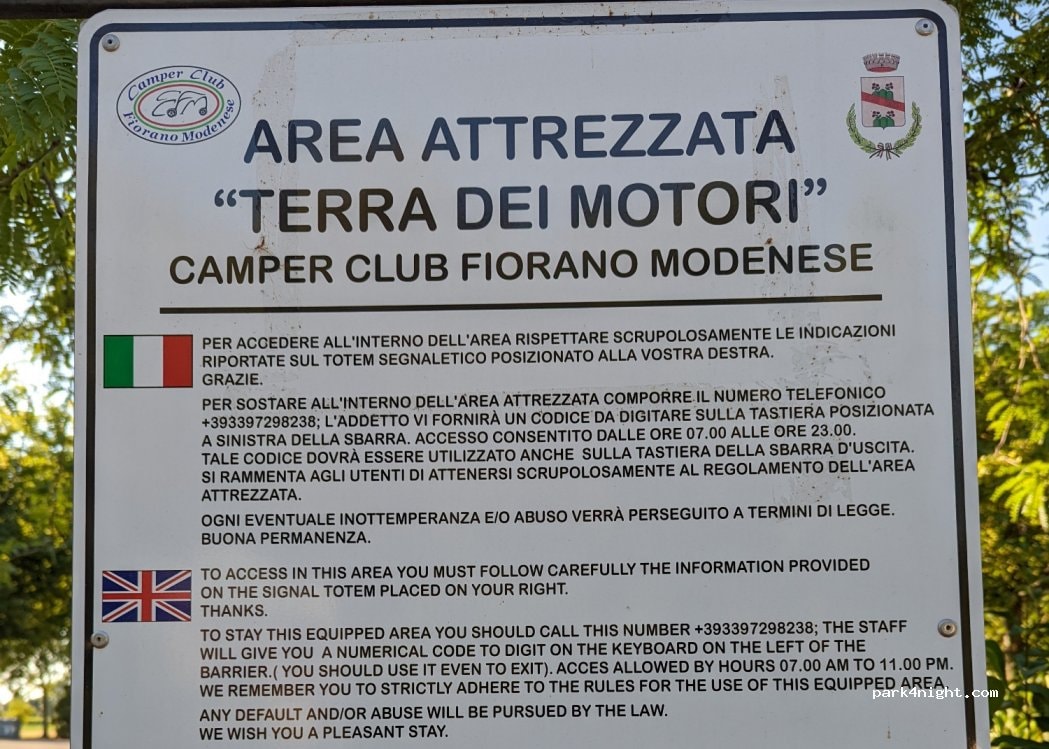 Camper Club
Fiorano Modenese
AREA ATTREZZATA
“TERRA DEI MOTORI”
CAMPER CLUB FIORANO MODENESE
PER ACCEDERE ALL'INTERNO DELL'AREA RISPETTARE SCRUPOLOSAMENTE LE INDICAZIONI
RIPORTATE SUL TOTEM SEGNALETICO POSIZIONATO ALLA VOSTRA DESTRA.
GRAZIE.
PER SOSTARE ALL'INTERNO DELL'AREA ATTREZZATA COMPORRE IL NUMERO TELEFONICO
+393397298238; L'ADDETTO VI FORNIRÀ UN CODICE DA DIGITARE SULLA TASTIERA POSIZIONATA
A SINISTRA DELLA SBARRA. ACCESSO CONSENTITO DALLE ORE 07.00 ALLE ORE 23.00.
TALE CODICE DOVRÀ ESSERE UTILIZZATO ANCHE SULLA TASTIERA DELLA SBARRA D'USCITA.
SI RAMMENTA AGLI UTENTI DI ATTENERSI SCRUPOLOSAMENTE AL REGOLAMENTO DELL'AREA
ATTREZZATA.
OGNI EVENTUALE INOTTEMPERANZA E/O ABUSO VERRÀ PERSEGUITO A TERMINI DI LEGGE.
BUONA PERMANENZA.
TO ACCESS IN THIS AREA YOU MUST FOLLOW CAREFULLY THE INFORMATION PROVIDED
ON THE SIGNAL TOTEM PLACED ON YOUR RIGHT.
THANKS.
TO STAY THIS EQUIPPED AREA YOU SHOULD CALL THIS NUMBER +393397298238; THE STAFF
WILL GIVE YOU A NUMERICAL CODE TO DIGIT ON THE KEYBOARD ON THE LEFT OF THE
BARRIER.( YOU SHOULD USE IT EVEN TO EXIT). ACCES ALLOWED BY HOURS 07.00 AM TO 11.00 PM.
WE REMEMBER YOU TO STRICTLY ADHERE TO THE RULES FOR THE USE OF THIS EQUIPPED AREA.
park4night.com
ANY DEFAULT AND/OR ABUSE WILL BE PURSUED BY THE LAW.
WE WISH YOU A PLEASANT STAY.